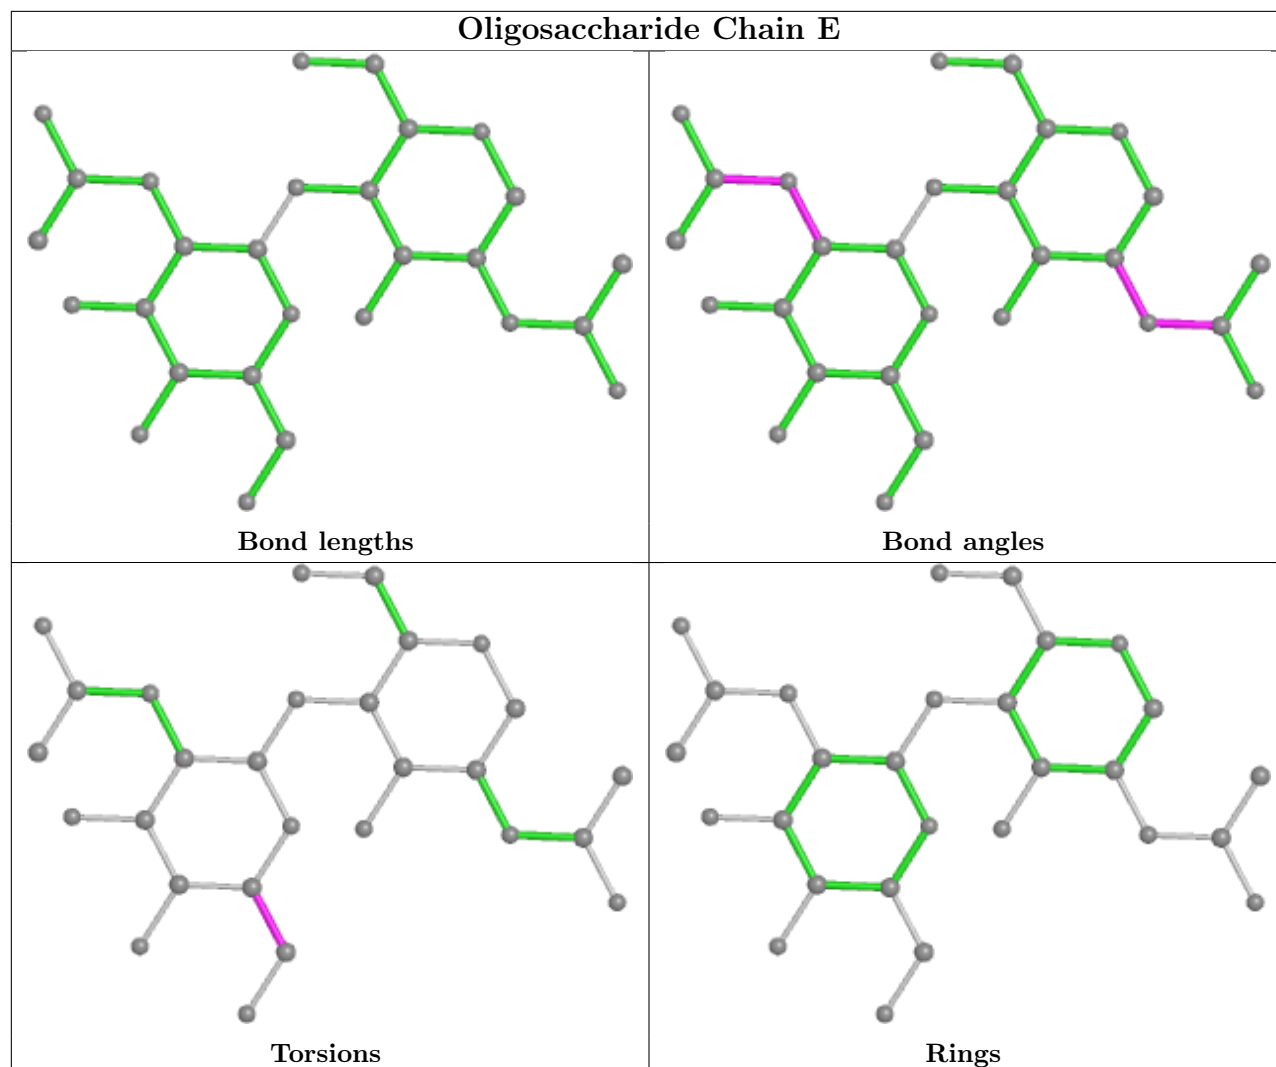 Oligosaccharide Chain E
Bond lengths
Bond angles
Torsions
Rings